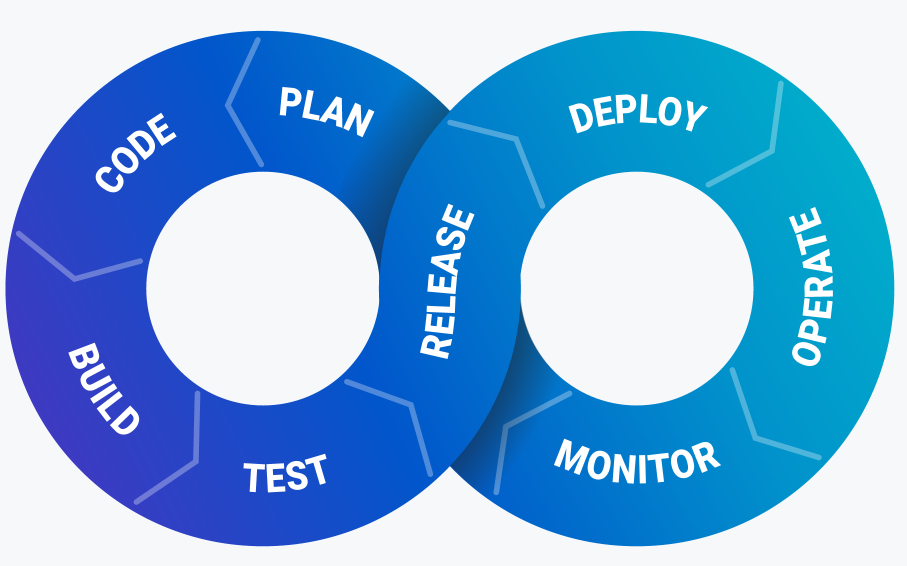 PLAN
CODE
BUILD
TEST
RELEASE
DEPLOY
OPERATE
MONITOR